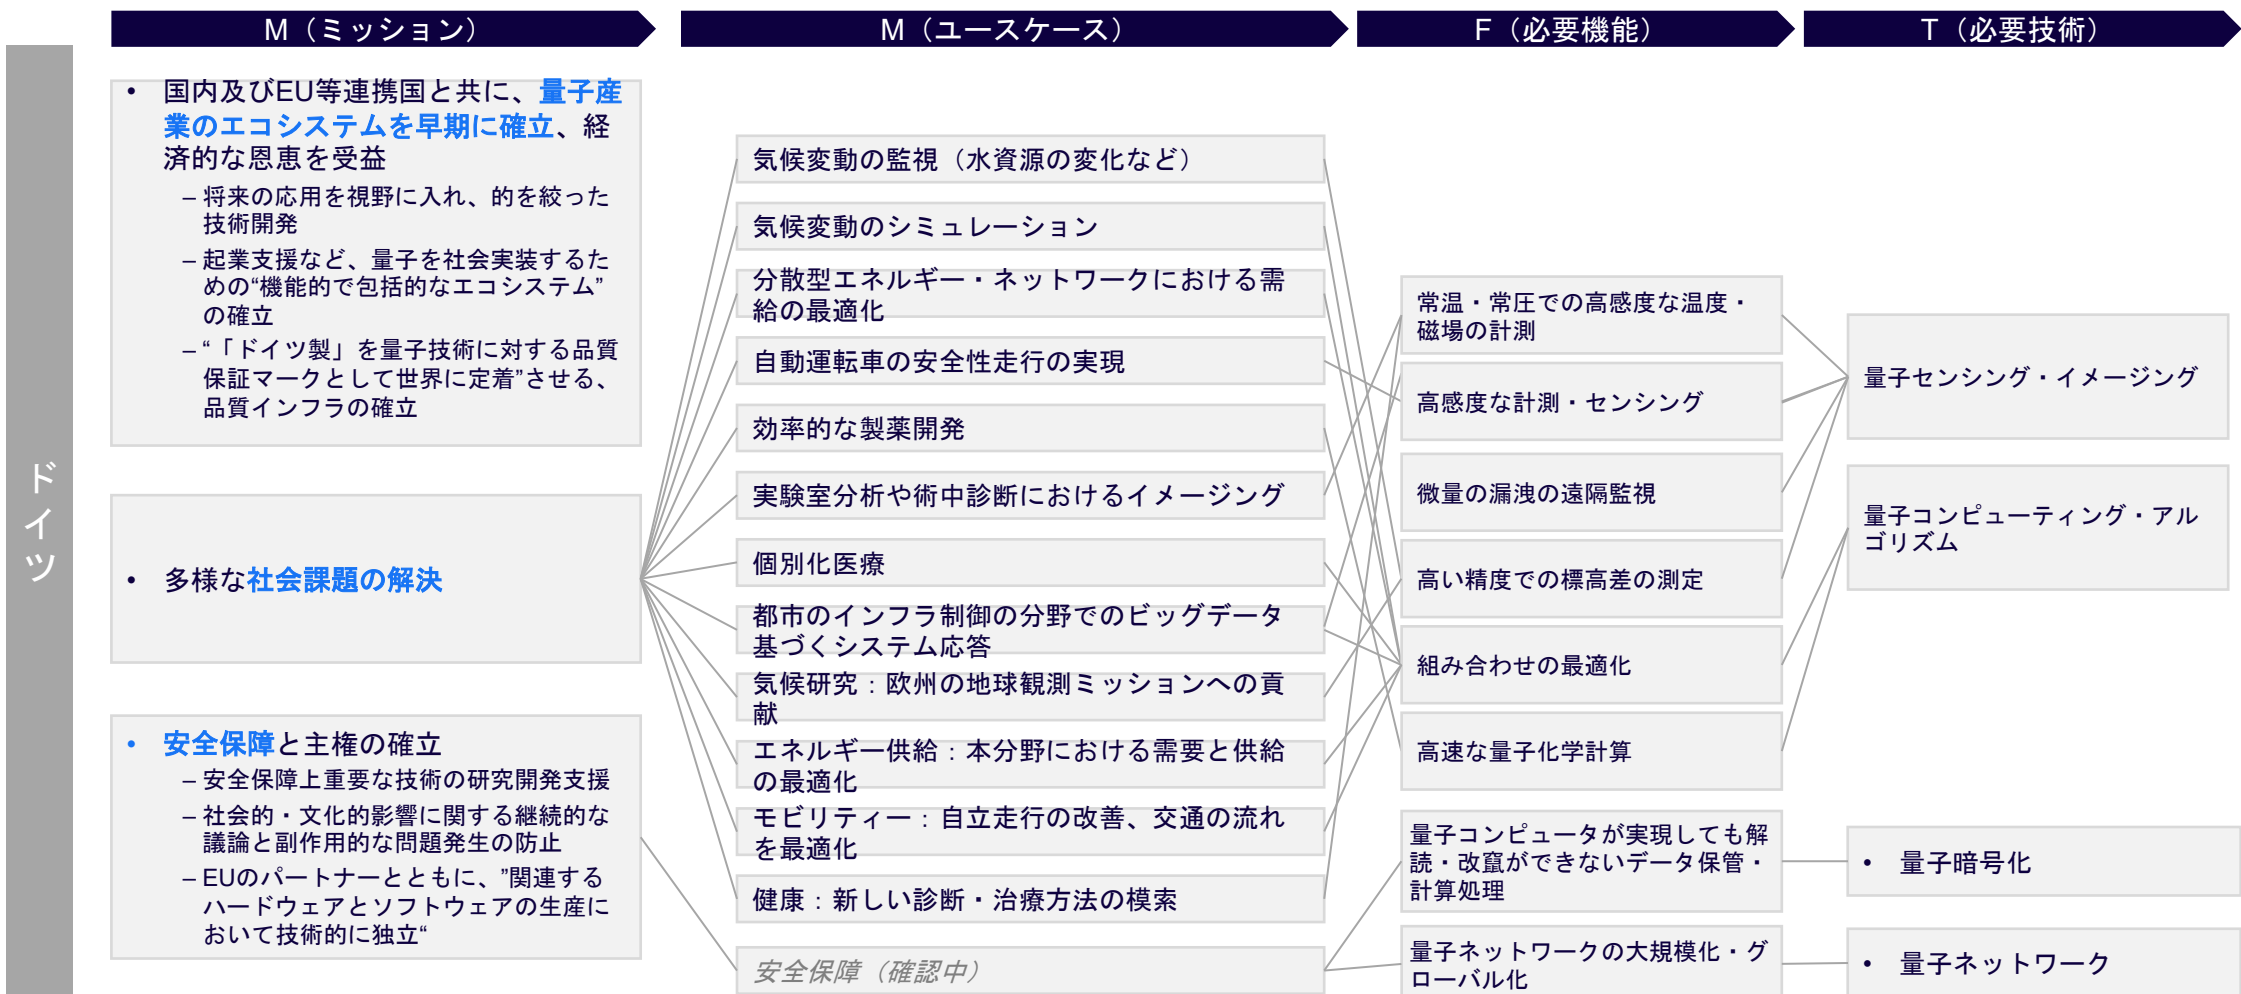 M（ミッション）
M（ユースケース）
F（必要機能）
T（必要技術）
ドイツ
• 国内及びEU等連携国と共に、量子産
業のエコシステムを早期に確立、経
済的な恩恵を受益
– 将来の応用を視野に入れ、的を絞った
技術開発
– 起業支援など、量子を社会実装するた
めの“機能的で包括的なエコシステム”
の確立
– “「ドイツ製」を量子技術に対する品質
保証マークとして世界に定着”させる、
品質インフラの確立
• 多様な社会課題の解決
• 安全保障と主権の確立
– 安全保障上重要な技術の研究開発支援
– 社会的・文化的影響に関する継続的な
議論と副作用的な問題発生の防止
– EUのパートナーとともに、”関連する
ハードウェアとソフトウェアの生産に
おいて技術的に独立“
気候変動の監視（水資源の変化など）
気候変動のシミュレーション
分散型エネルギー・ネットワークにおける需
給の最適化
自動運転車の安全性走行の実現
効率的な製薬開発
実験室分析や術中診断におけるイメージング
個別化医療
都市のインフラ制御の分野でのビッグデータ
基づくシステム応答
気候研究：欧州の地球観測ミッションへの貢
献
エネルギー供給：本分野における需要と供給
の最適化
モビリティー：自立走行の改善、交通の流れ
を最適化
健康：新しい診断・治療方法の模索
安全保障（確認中）
常温・常圧での高感度な温度・
磁場の計測
高感度な計測・センシング
微量の漏洩の遠隔監視
高い精度での標高差の測定
組み合わせの最適化
高速な量子化学計算
量子コンピュータが実現しても解
読・改竄ができないデータ保管・
計算処理
量子ネットワークの大規模化・グ
ローバル化
量子センシング・イメージング
量子コンピューティング・アル
ゴリズム
• 量子暗号化
• 量子ネットワーク